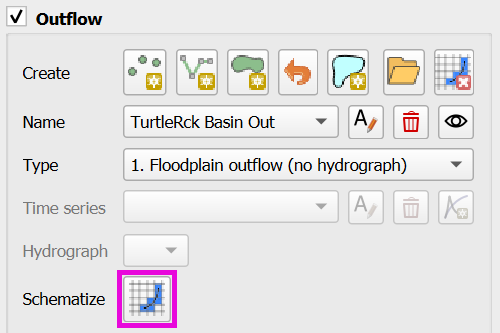 Outflow
Create
Name TurtleRck Basin Out
Type 1. Floodplain outflow (no hydrograph)
Time series
Hydrograph
Schematize